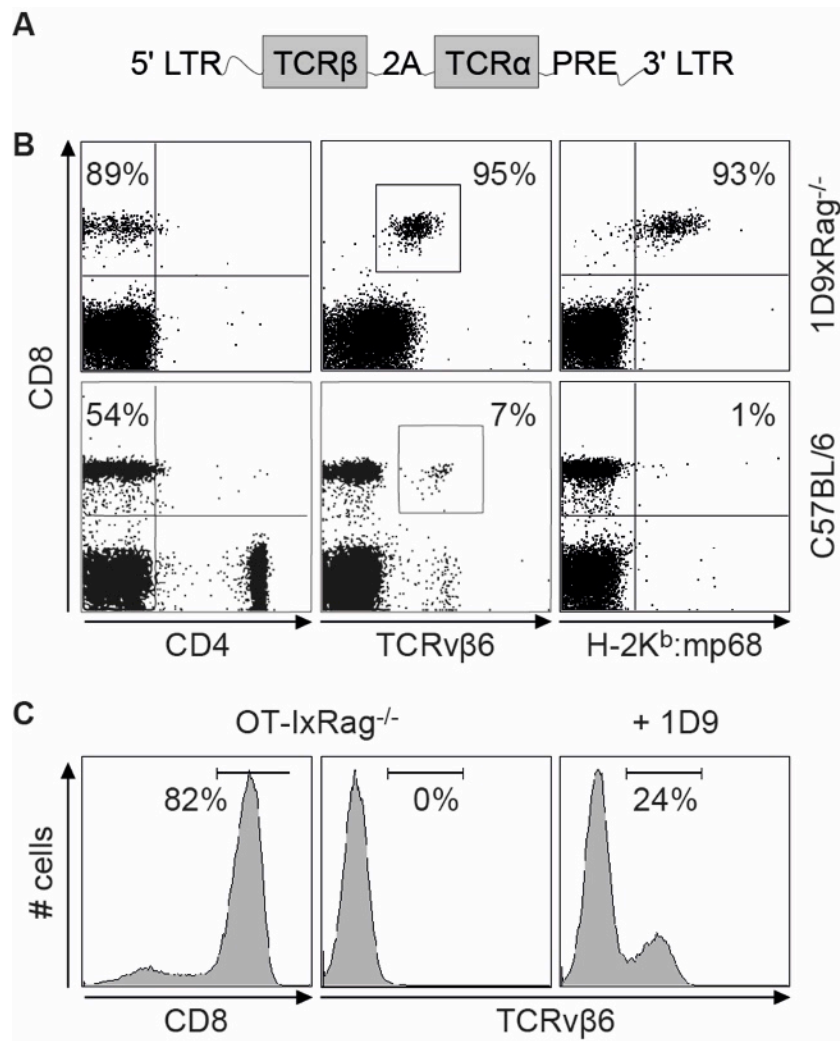 A
5' LTR TCRβ 2A TCRα PRE 3' LTR
B
89% 95% 93%
1D9xRag-/-
CD8
54% 7% 1%
C57BL/6
CD4 TCRvβ6 H-2Kb:mp68
C
OT-IxRag-/- + 1D9
82% 0% 24%
# cells
CD8 TCRvβ6